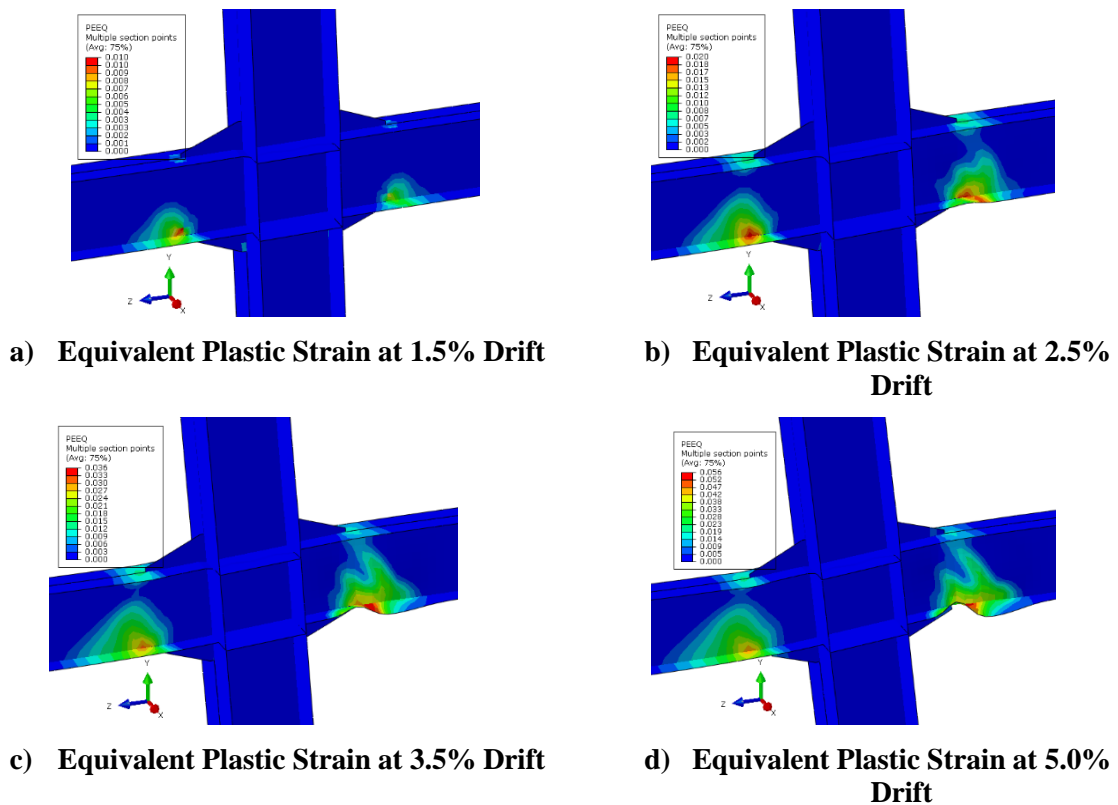 PEEQ
Multiple section points
(Avg: 75%)
0.010
0.010
0.009
0.008
0.007
0.006
0.005
0.004
0.003
0.003
0.002
0.001
0.000
Y
Z
X
a) Equivalent Plastic Strain at 1.5% Drift
PEEQ
Multiple section points
(Avg: 75%)
0.020
0.018
0.017
0.015
0.013
0.012
0.010
0.008
0.007
0.005
0.003
0.002
0.000
Y
Z
X
b) Equivalent Plastic Strain at 2.5%
Drift
PEEQ
Multiple section points
(Avg: 75%)
0.036
0.033
0.030
0.027
0.024
0.021
0.018
0.015
0.012
0.009
0.006
0.003
0.000
Y
Z
X
c) Equivalent Plastic Strain at 3.5% Drift
PEEQ
Multiple section points
(Avg: 75%)
0.056
0.052
0.047
0.042
0.038
0.033
0.028
0.023
0.019
0.014
0.009
0.005
0.000
Y
Z
X
d) Equivalent Plastic Strain at 5.0%
Drift